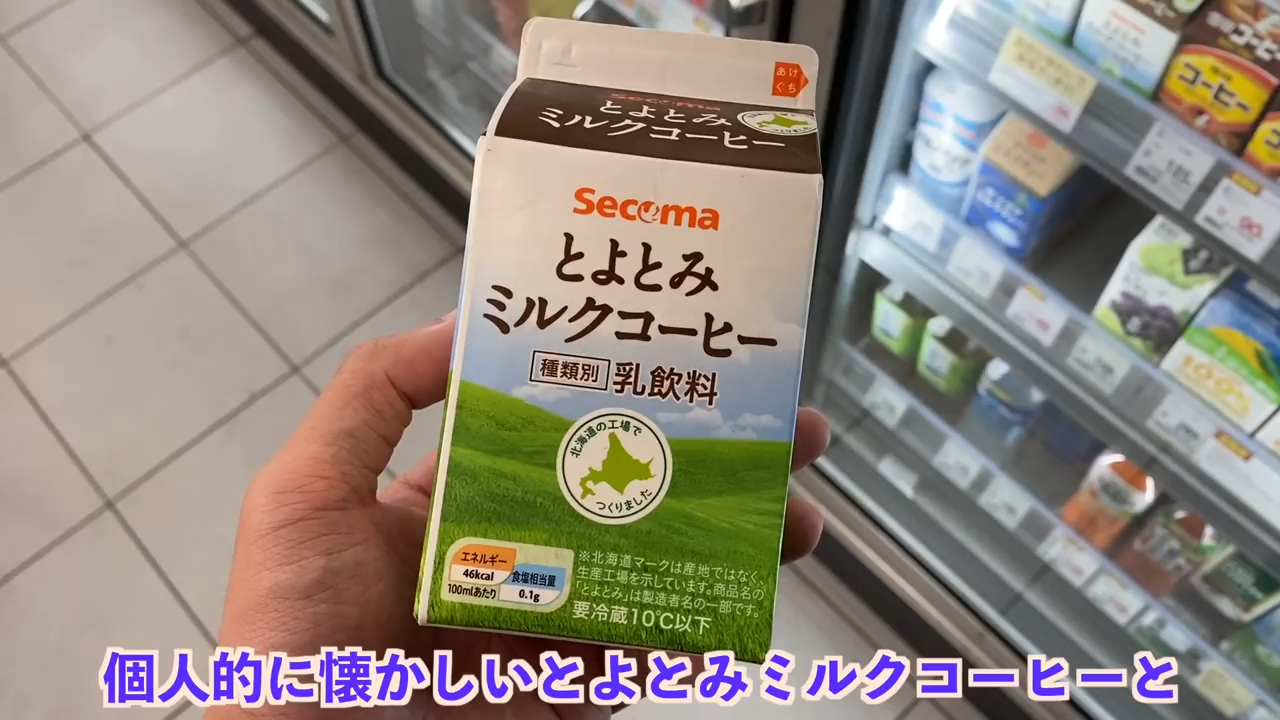 あけ
ぐち
secoma
とよとみ
ミルクコーヒー
Secoma
とよとみ
ミルクコーヒー
種類別 乳飲料
北海道の工場で
つくりました
エネルギー
46kcal
100mlあたり
食塩相当量
0.1g
※北海道マークは産地ではなく、
生産工場を示しています。商品名の
「とよとみ」は製造者名の一部です。
要冷蔵10℃以下
Secoma
とよとみ
コーヒー
100%
90
個人的に懐かしいとよとみミルクコーヒーと